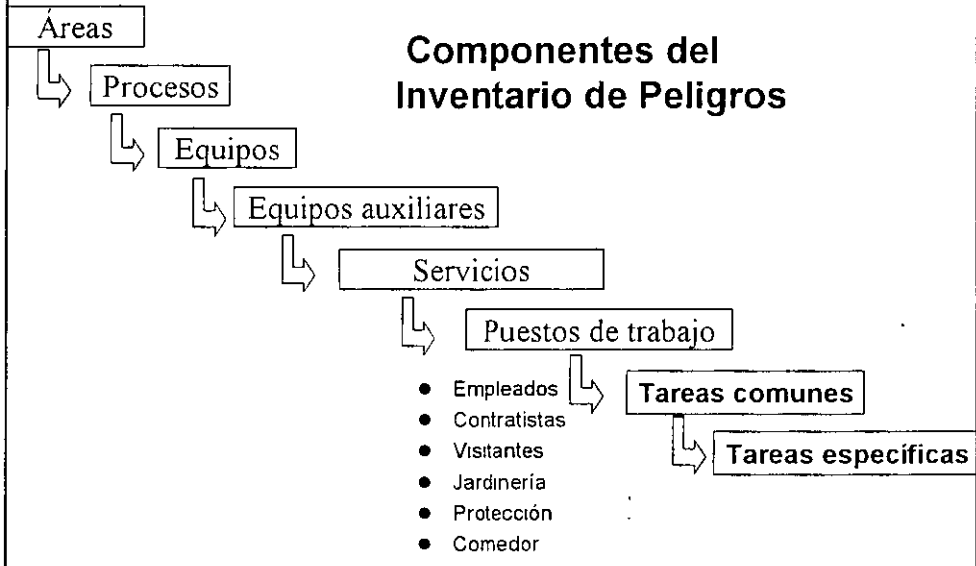 Áreas
Componentes del
Inventario de Peligros
Procesos
Equipos
Equipos auxiliares
Servicios
Puestos de trabajo
● Empleados
Tareas comunes
● Contratistas
● Visitantes
Tareas específicas
● Jardinería
● Protección
● Comedor